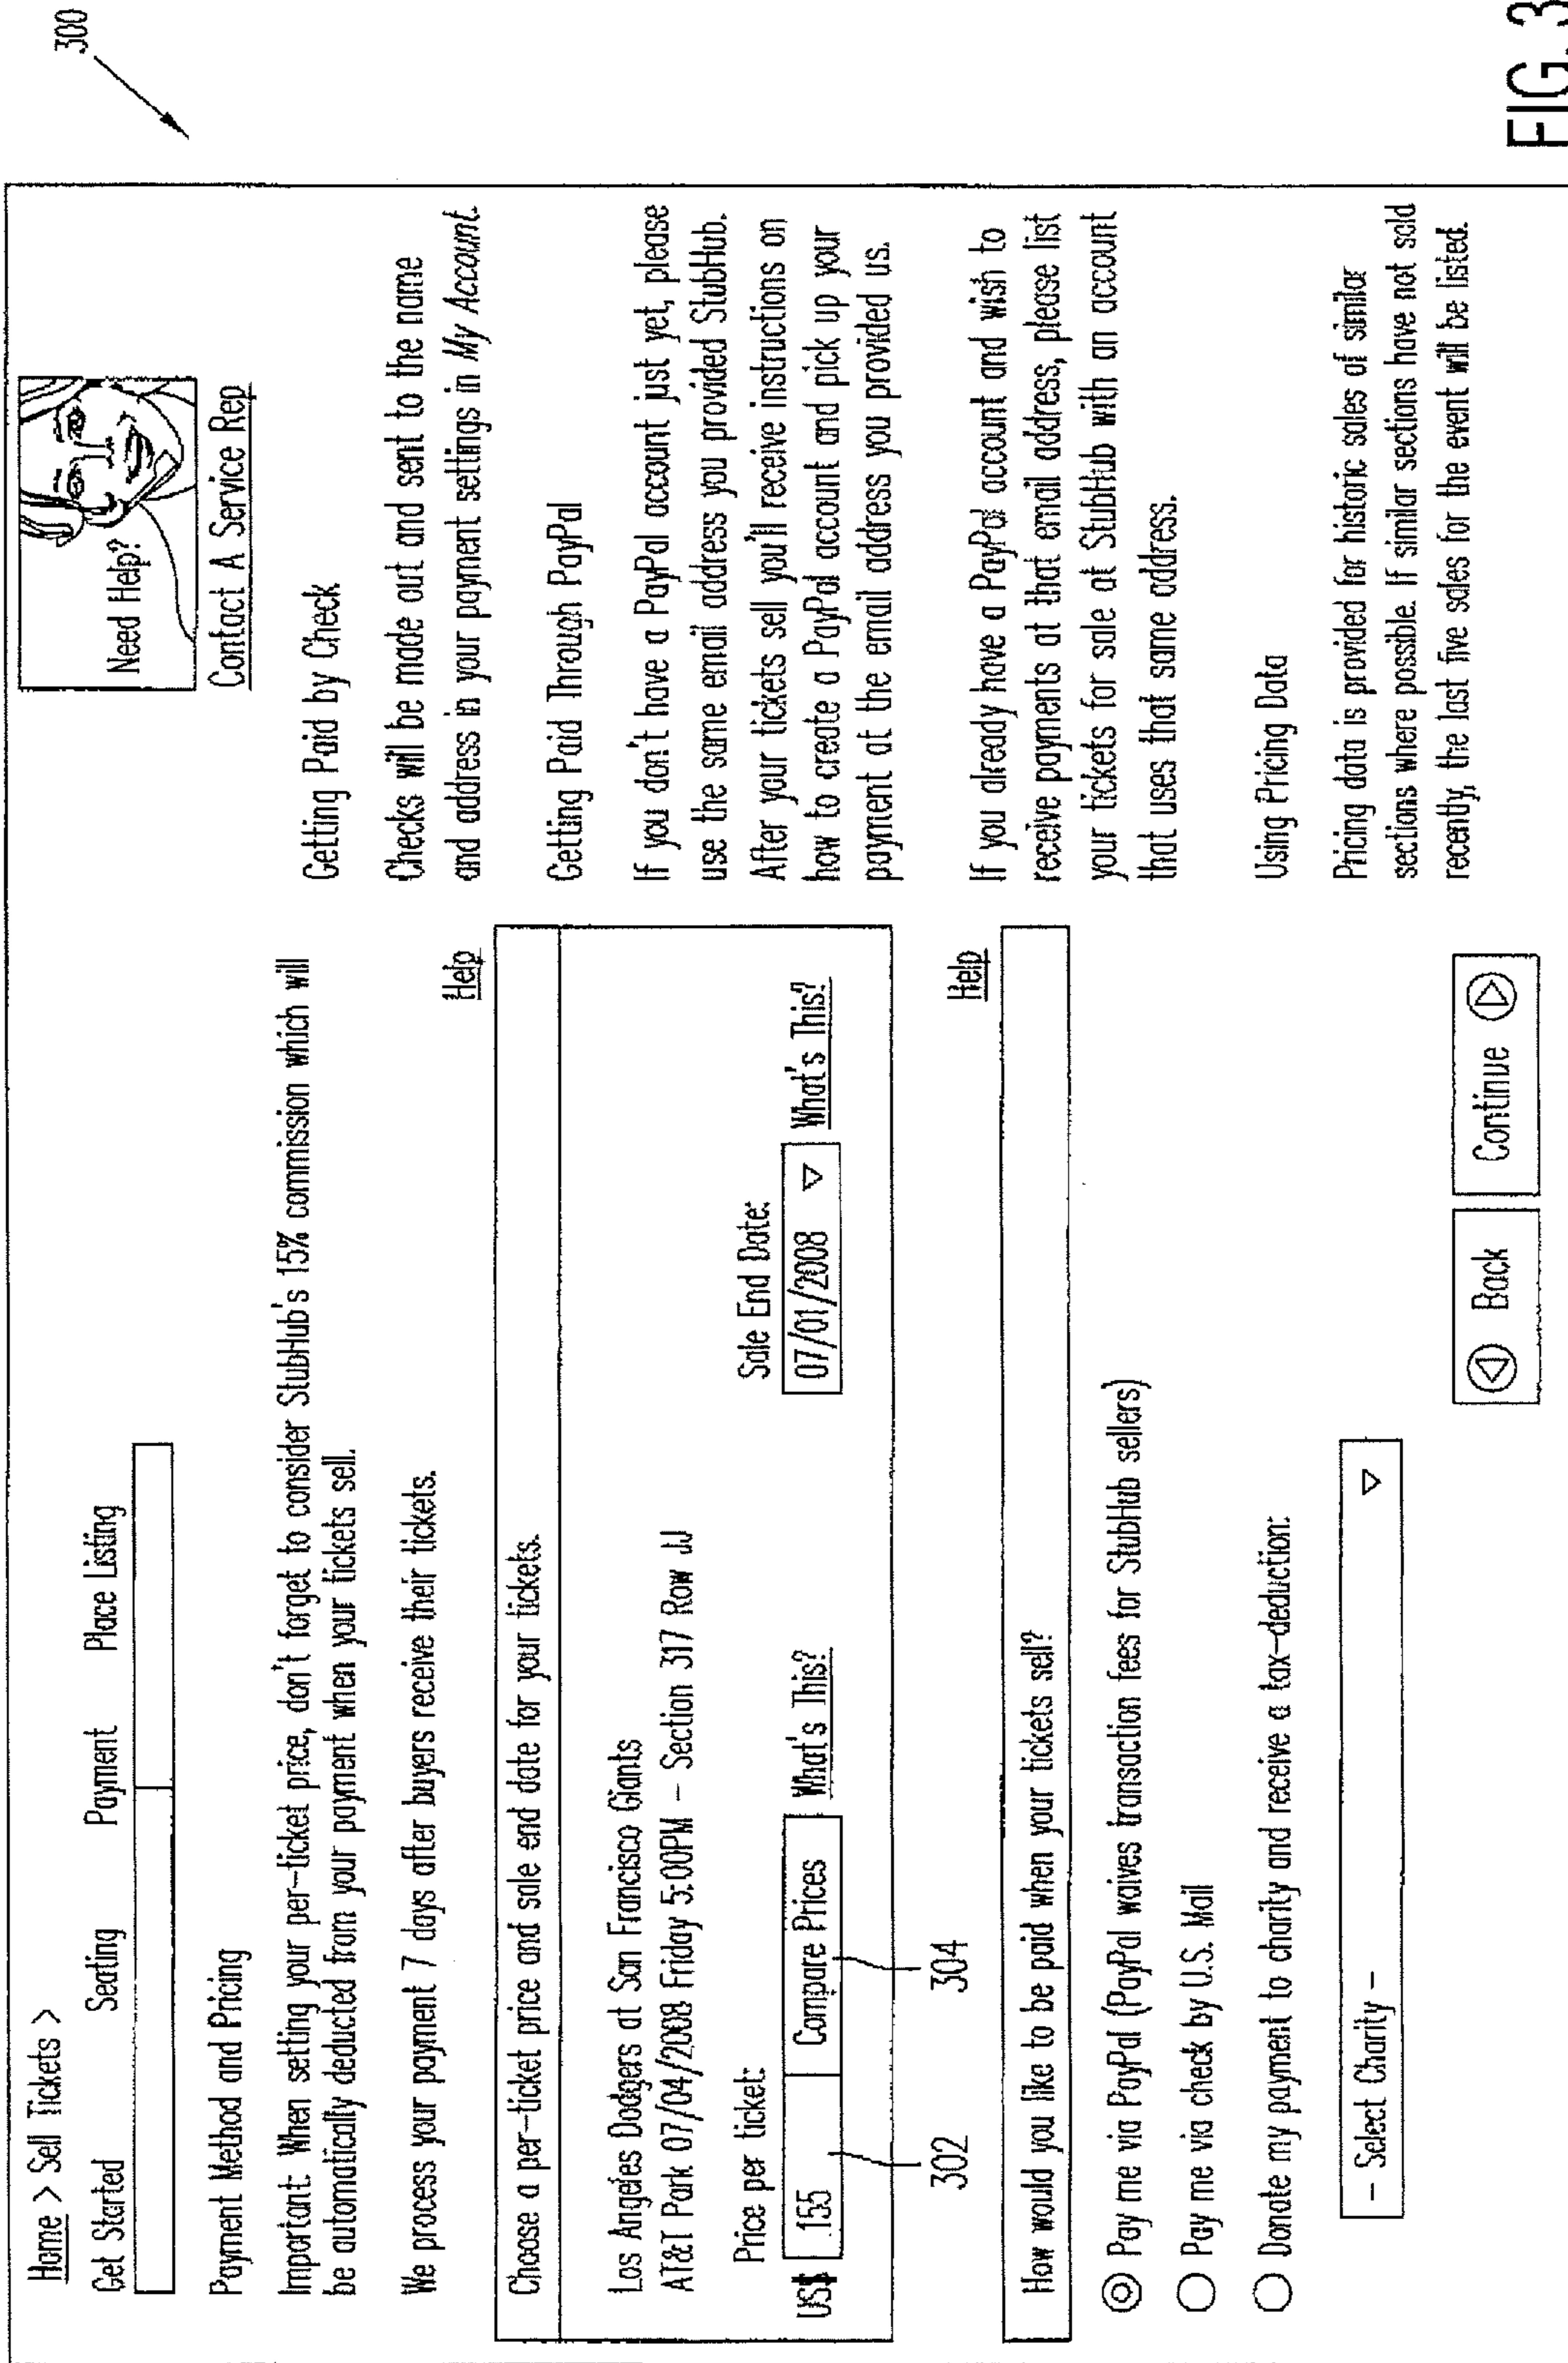 300
Home > Sell Tickets >
Get Started Seating Payment Place Listing
Payment Method and Pricing
Important: When setting your per-ticket price, don't forget to consider StubHub's 15% commission which will
be automatically deducted from your payment when your tickets sell.
We process your payment 7 days after buyers receive their tickets.
Help
Choose a per-ticket price and sale end date for your tickets.
Los Angeles Dodgers at San Francisco Giants
AT&T Park 07/04/2008 Friday 5:00PM - Section 317 Row JJ
Price per ticket: Sale End Date:
US$ 155 Compare Prices What's This? 07/01/2008 What's This?
302 304
Help
How would you like to be paid when your tickets sell?
Pay me via PayPal (PayPal waives transaction fees for StubHub sellers)
Pay me via check by U.S. Mail
Donate my payment to charity and receive a tax-deduction:
- Select Charity -
Back Continue
Need Help?
Contact A Service Rep
Getting Paid by Check
Checks will be made out and sent to the name
and address in your payment settings in My Account.
Getting Paid Through PayPal
If you don't have a PayPal account just yet, please
use the same email address you provided StubHub.
After your tickets sell you'll receive instructions on
how to create a PayPal account and pick up your
payment at the email address you provided us.
If you already have a PayPal account and wish to
receive payments at that email address, please list
your tickets for sale at StubHub with an account
that uses that same address.
Using Pricing Data
Pricing data is provided for historic sales of similar
sections where possible. If similar sections have not sold
recently, the last five sales for the event will be listed.
FIG. 3